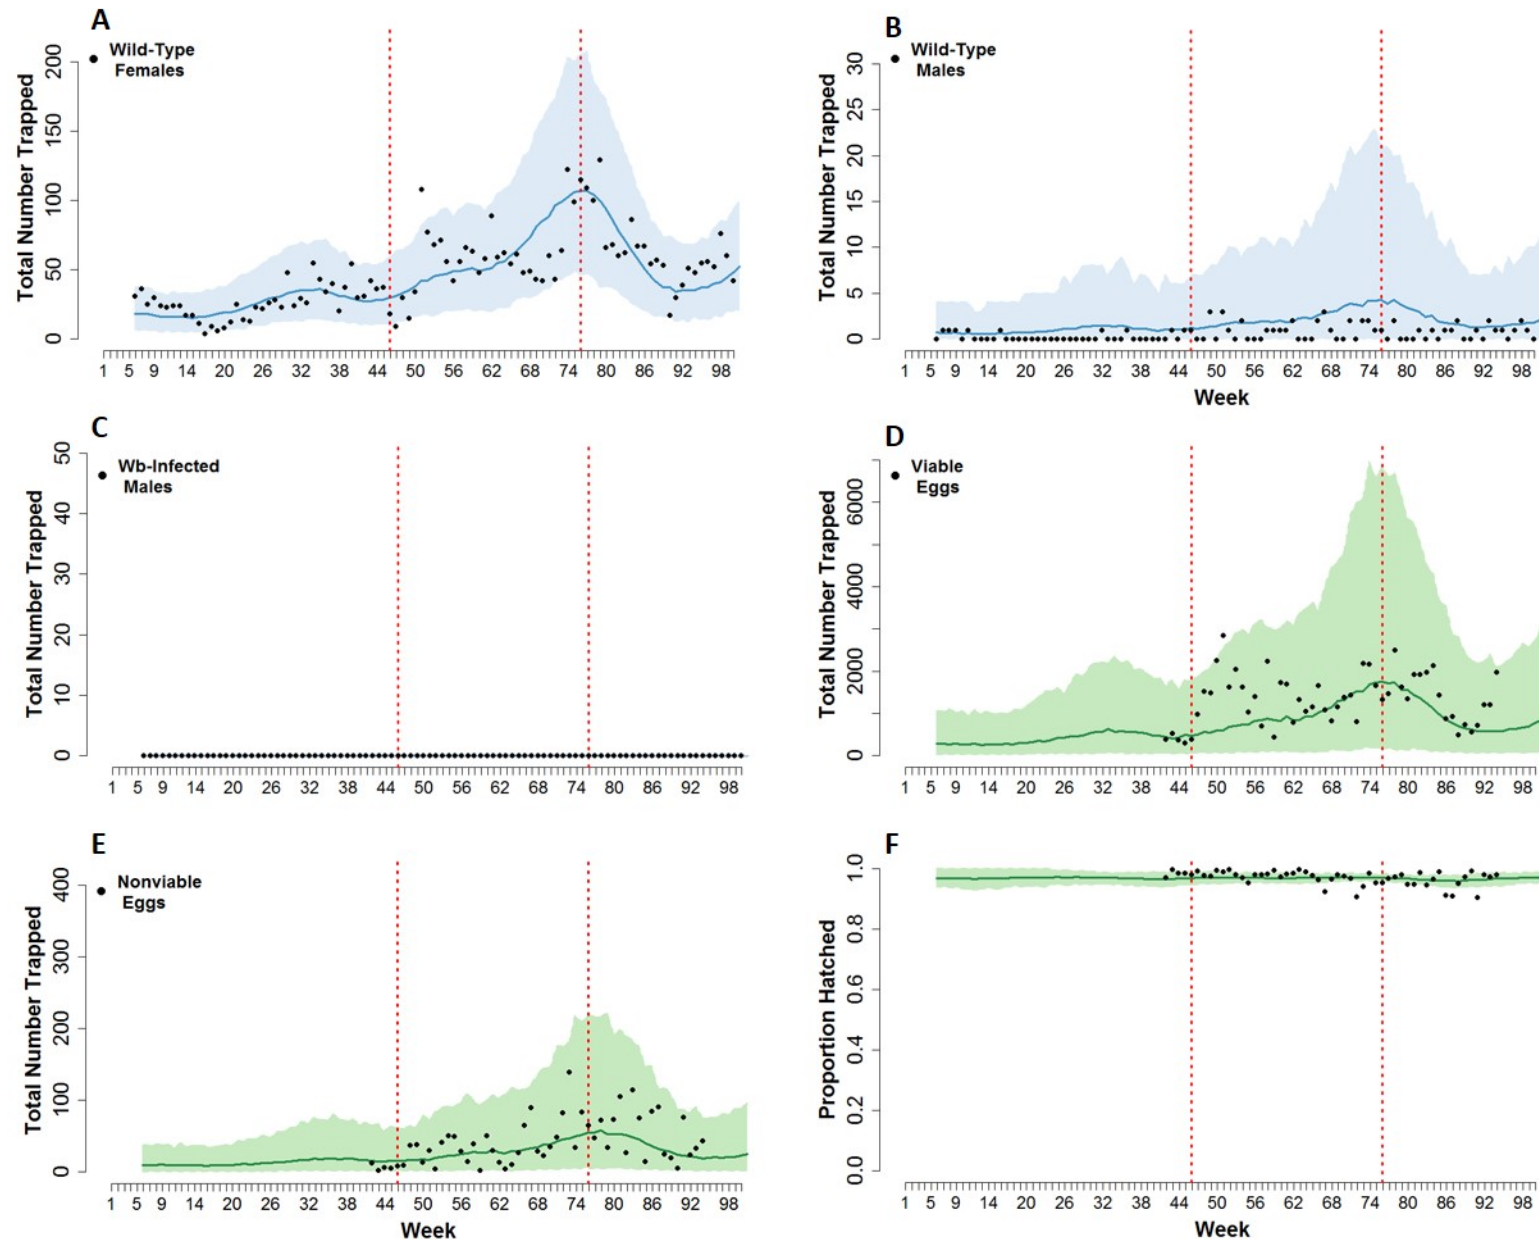 A
Wild-Type
Females
Total Number Trapped
0 50 100 150 200
1 5 9 14 20 26 32 38 44 50 56 62 68 74 80 86 92 98
B
Wild-Type
Males
Total Number Trapped
0 5 10 15 20 25 30
1 5 9 14 20 26 32 38 44 50 56 62 68 74 80 86 92 98
Week
C
Wb-Infected
Males
Total Number Trapped
0 10 20 30 40 50
1 5 9 14 20 26 32 38 44 50 56 62 68 74 80 86 92 98
D
Viable
Eggs
Total Number Trapped
0 2000 4000 6000
1 5 9 14 20 26 32 38 44 50 56 62 68 74 80 86 92 98
E
Nonviable
Eggs
Total Number Trapped
0 100 200 300 400
1 5 9 14 20 26 32 38 44 50 56 62 68 74 80 86 92 98
Week
F
Proportion Hatched
0.0 0.2 0.4 0.6 0.8 1.0
1 5 9 14 20 26 32 38 44 50 56 62 68 74 80 86 92 98
Week